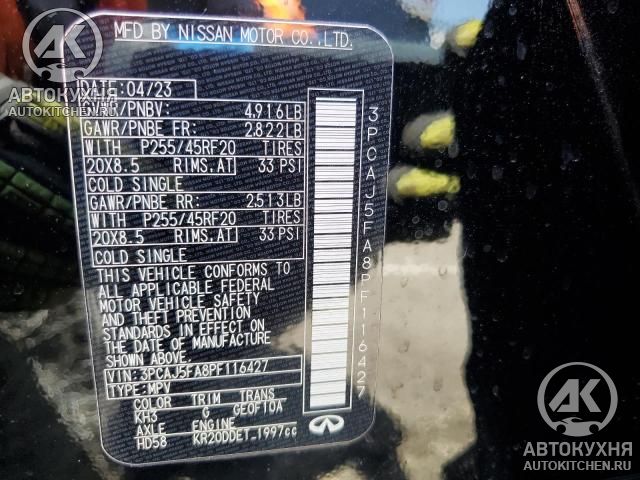 MFD BY NISSAN MOTOR CO.,LTD.
DATE:04/23
GVWR/PNBV: 4,916LB
GAWR/PNBE FR: 2,822LB
WITH P255/45RF20 TIRES
20X8.5 RIMS.AT 33 PSI
COLD SINGLE
GAWR/PNBE RR: 2,513LB
WITH P255/45RF20 TIRES
20X8.5 RIMS.AT 33 PSI
COLD SINGLE
THIS VEHICLE CONFORMS TO
ALL APPLICABLE FEDERAL
MOTOR VEHICLE SAFETY
AND THEFT PREVENTION
STANDARDS IN EFFECT ON
THE DATE OF MANUFACTURE
SHOWN ABOVE.
VIN:3PCAJ5FA8PF116427
TYPE:MPV
COLOR TRIM TRANS
KH3 G GE0F10A
AXLE ENGINE
HD58 KR20DDET 1997cc
3PCAJ5FA8PF116427
INFINITI
АК
АВТОКУХНЯ
AUTOKITCHEN.RU
АК
АВТОКУХНЯ
AUTOKITCHEN.RU